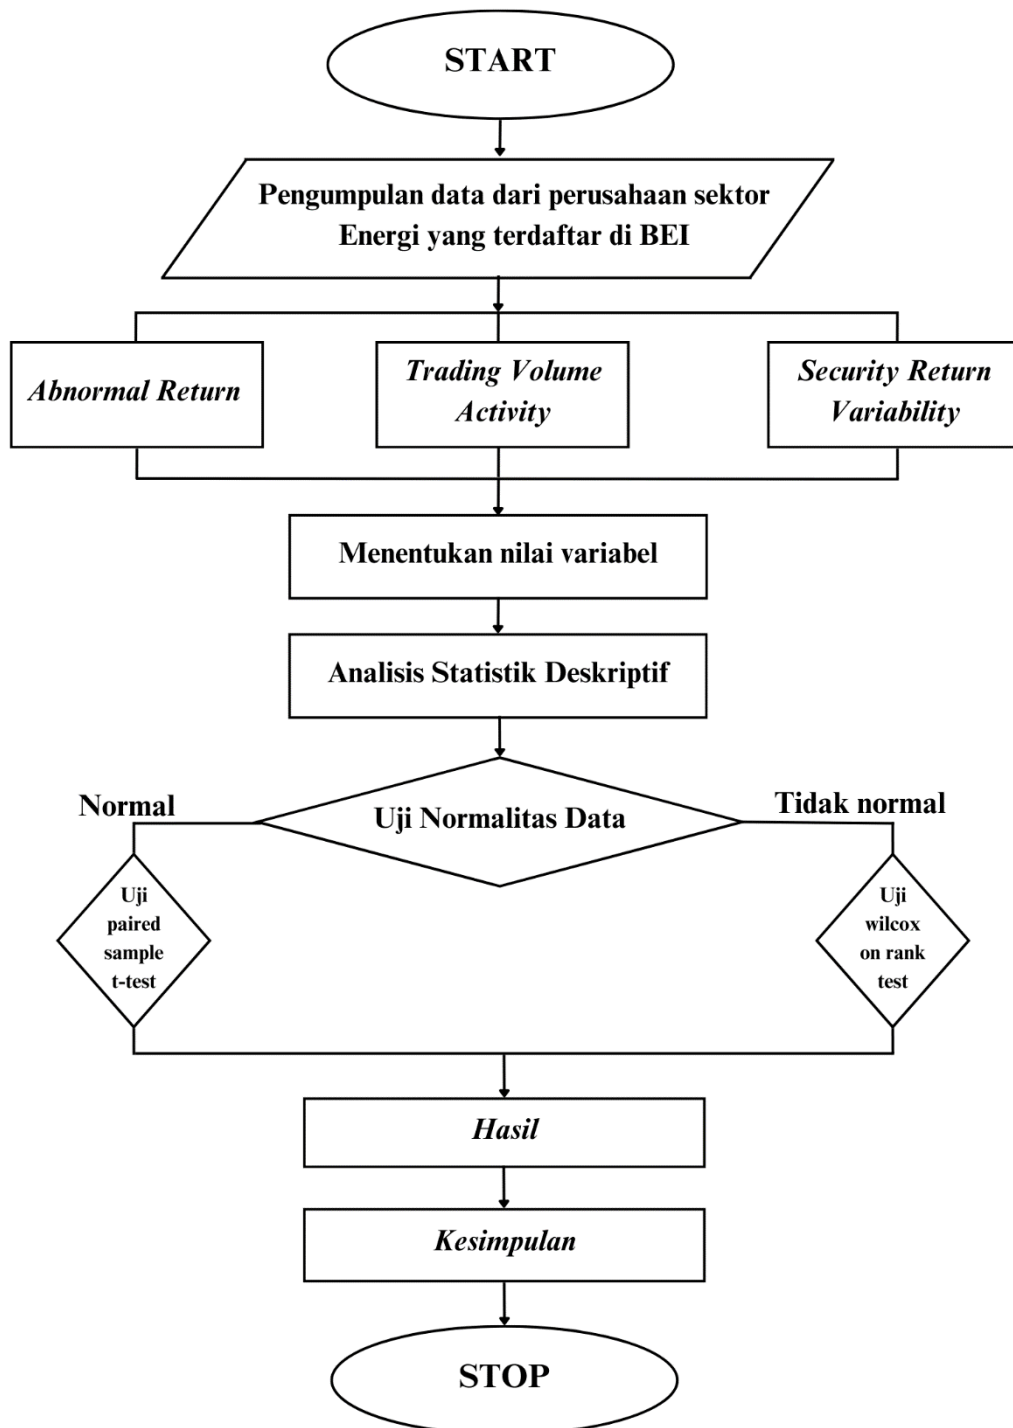 START
Pengumpulan data dari perusahaan sektor
Energi yang terdaftar di BEI
Abnormal Return
Trading Volume
Activity
Security Return
Variability
Menentukan nilai variabel
Analisis Statistik Deskriptif
Normal
Uji Normalitas Data
Tidak normal
Uji
paired
sample
t-test
Uji
wilcox
on rank
test
Hasil
Kesimpulan
STOP